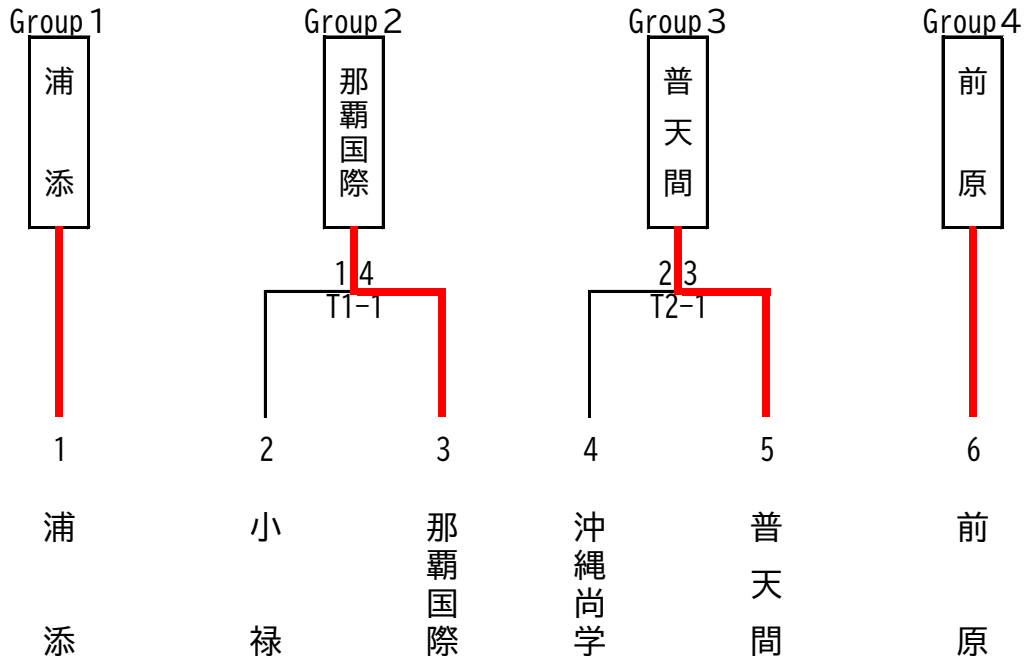 Group1
Group2
Group3
Group4
浦添
那覇国際
普天間
前原
1 4
T1-1
2 3
T2-1
1
2
3
4
5
6
浦添
小禄
那覇国際
沖縄尚学
普天間
前原